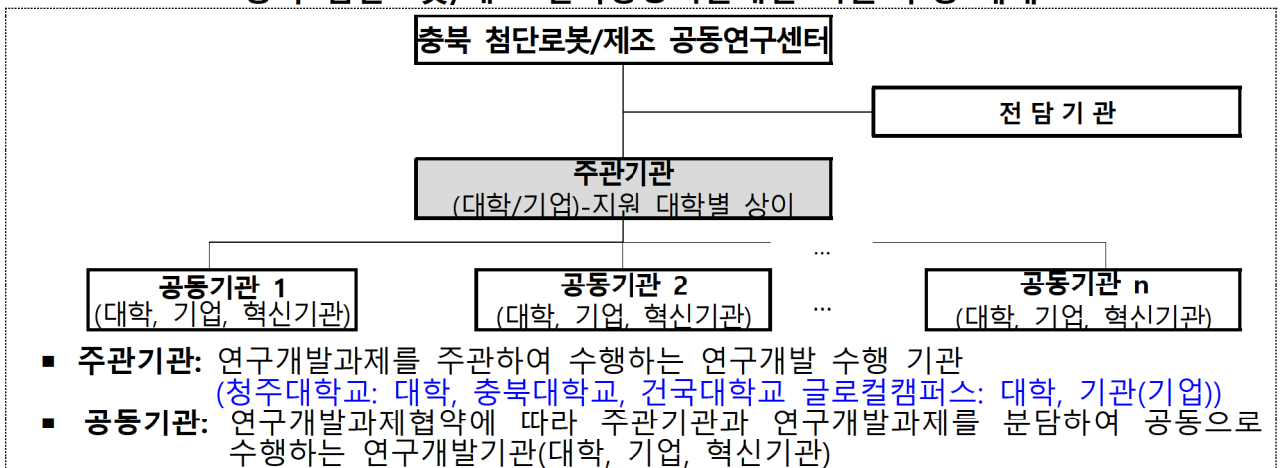 충북 첨단로봇/제조 공동연구센터
전담기관
주관기관
(대학/기업)-지원 대학별 상이
...
공동기관 1
(대학, 기업, 혁신기관)
공동기관 2
(대학, 기업, 혁신기관)
...
공동기관 n
(대학, 기업, 혁신기관)
▪ 주관기관: 연구개발과제를 주관하여 수행하는 연구개발 수행 기관
(청주대학교: 대학, 충북대학교, 건국대학교 글로컬캠퍼스: 대학, 기관(기업))
▪ 공동기관: 연구개발과제협약에 따라 주관기관과 연구개발과제를 분담하여 공동으로
수행하는 연구개발기관(대학, 기업, 혁신기관)